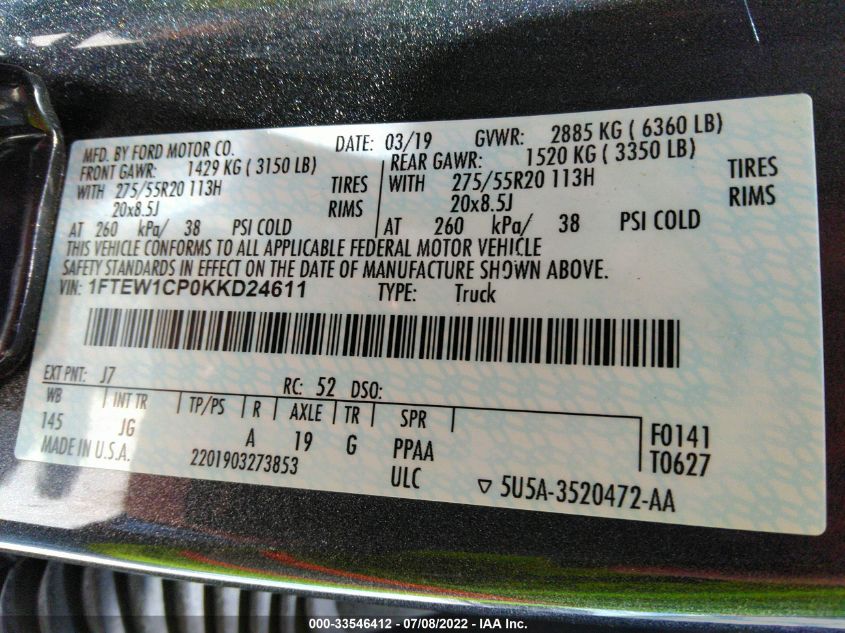 MFD. BY FORD MOTOR CO. DATE: 03/19 GVWR: 2885 KG ( 6360 LB)
FRONT GAWR: 1429 KG ( 3150 LB) REAR GAWR: 1520 KG ( 3350 LB)
WITH 275/55R20 113H TIRES WITH 275/55R20 113H TIRES
20x8.5J RIMS 20x8.5J RIMS
AT 260 kPa/ 38 PSI COLD AT 260 kPa/ 38 PSI COLD
THIS VEHICLE CONFORMS TO ALL APPLICABLE FEDERAL MOTOR VEHICLE
SAFETY STANDARDS IN EFFECT ON THE DATE OF MANUFACTURE SHOWN ABOVE.
VIN: 1FTEW1CP0KKD24611 TYPE: Truck
EXT PNT: J7 RC: 52 DSO:
WB INT TR TP/PS R AXLE TR SPR
145 JG A 19 G PPAA F0141
MADE IN U.S.A. 2201903273853 ULC T0627
▽ 5U5A-3520472-AA
000-33546412 - 07/08/2022 - IAA Inc.